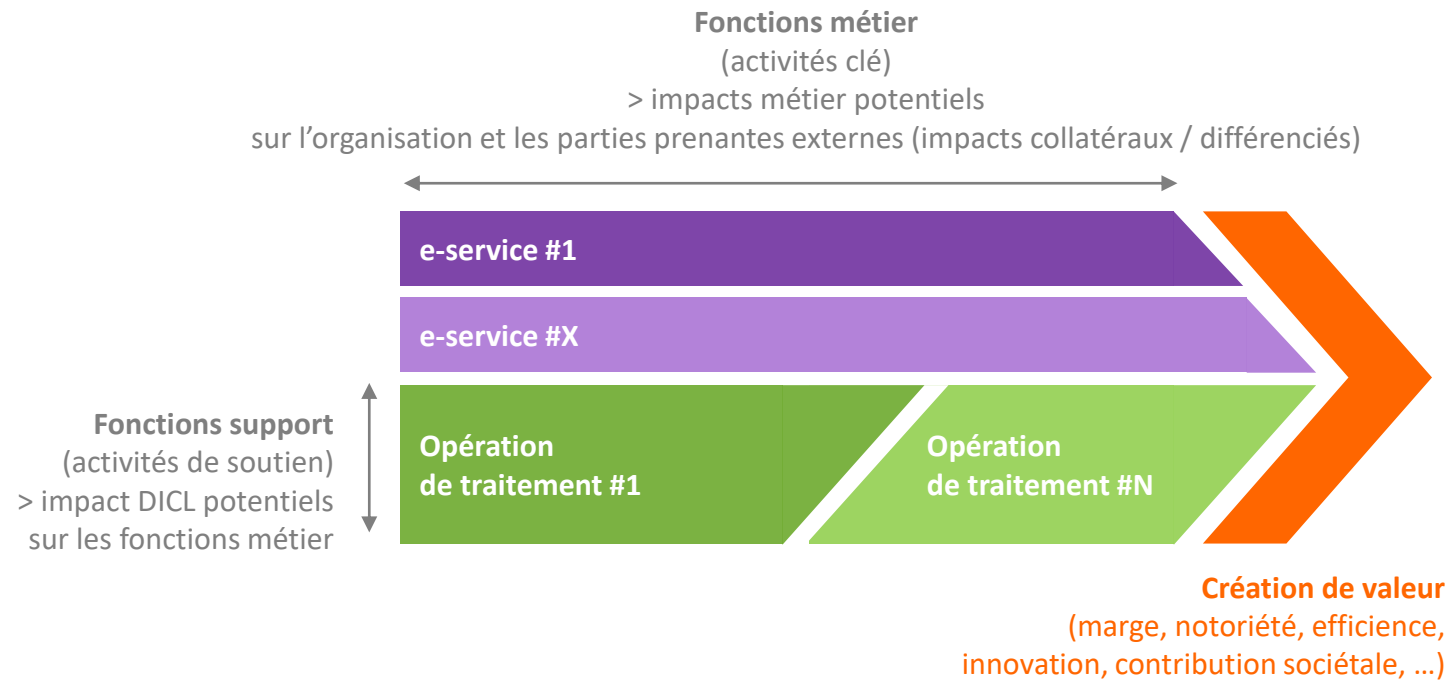 Fonctions métier
(activités clé)
> impacts métier potentiels
sur l’organisation et les parties prenantes externes (impacts collatéraux / différenciés)
e-service #1
e-service #X
Fonctions support
(activités de soutien)
> impact DICL potentiels
sur les fonctions métier
Opération
de traitement #1
Opération
de traitement #N
Création de valeur
(marge, notoriété, efficience,
innovation, contribution sociétale, …)